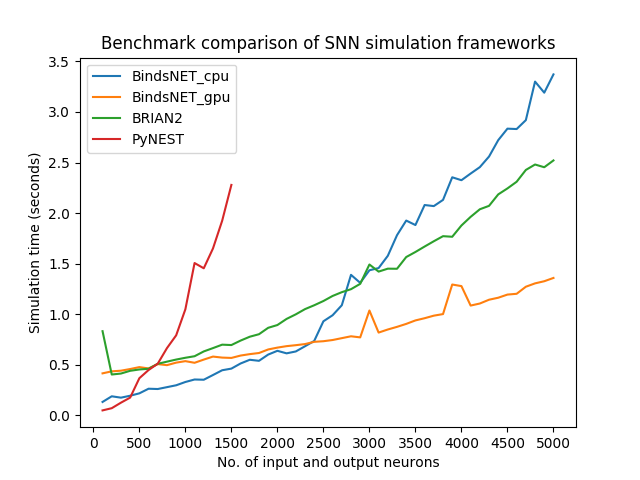 Benchmark comparison of SNN simulation frameworks
BindsNET_cpu
BindsNET_gpu
BRIAN2
PyNEST
Simulation time (seconds)
3.5
3.0
2.5
2.0
1.5
1.0
0.5
0.0
0 500 1000 1500 2000 2500 3000 3500 4000 4500 5000
No. of input and output neurons